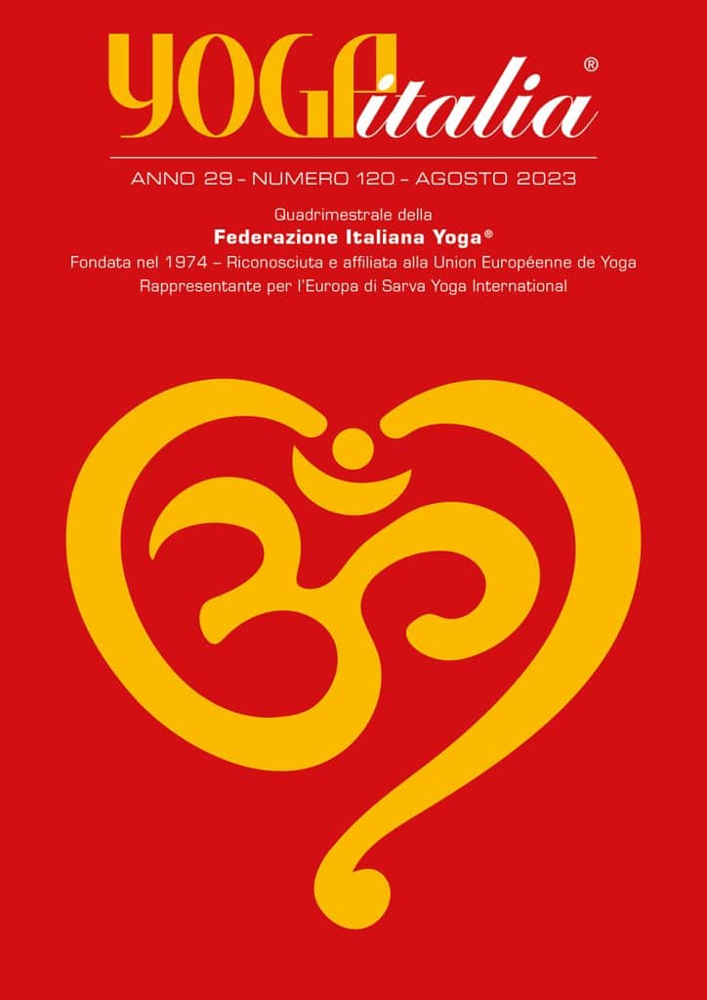 YOGAitalia®
ANNO 29 – NUMERO 120 – AGOSTO 2023
Quadrimestrale della
Federazione Italiana Yoga®
Fondata nel 1974 – Riconosciuta e affiliata alla Union Européenne de Yoga
Rappresentante per l'Europa di Sarva Yoga International
ॐ